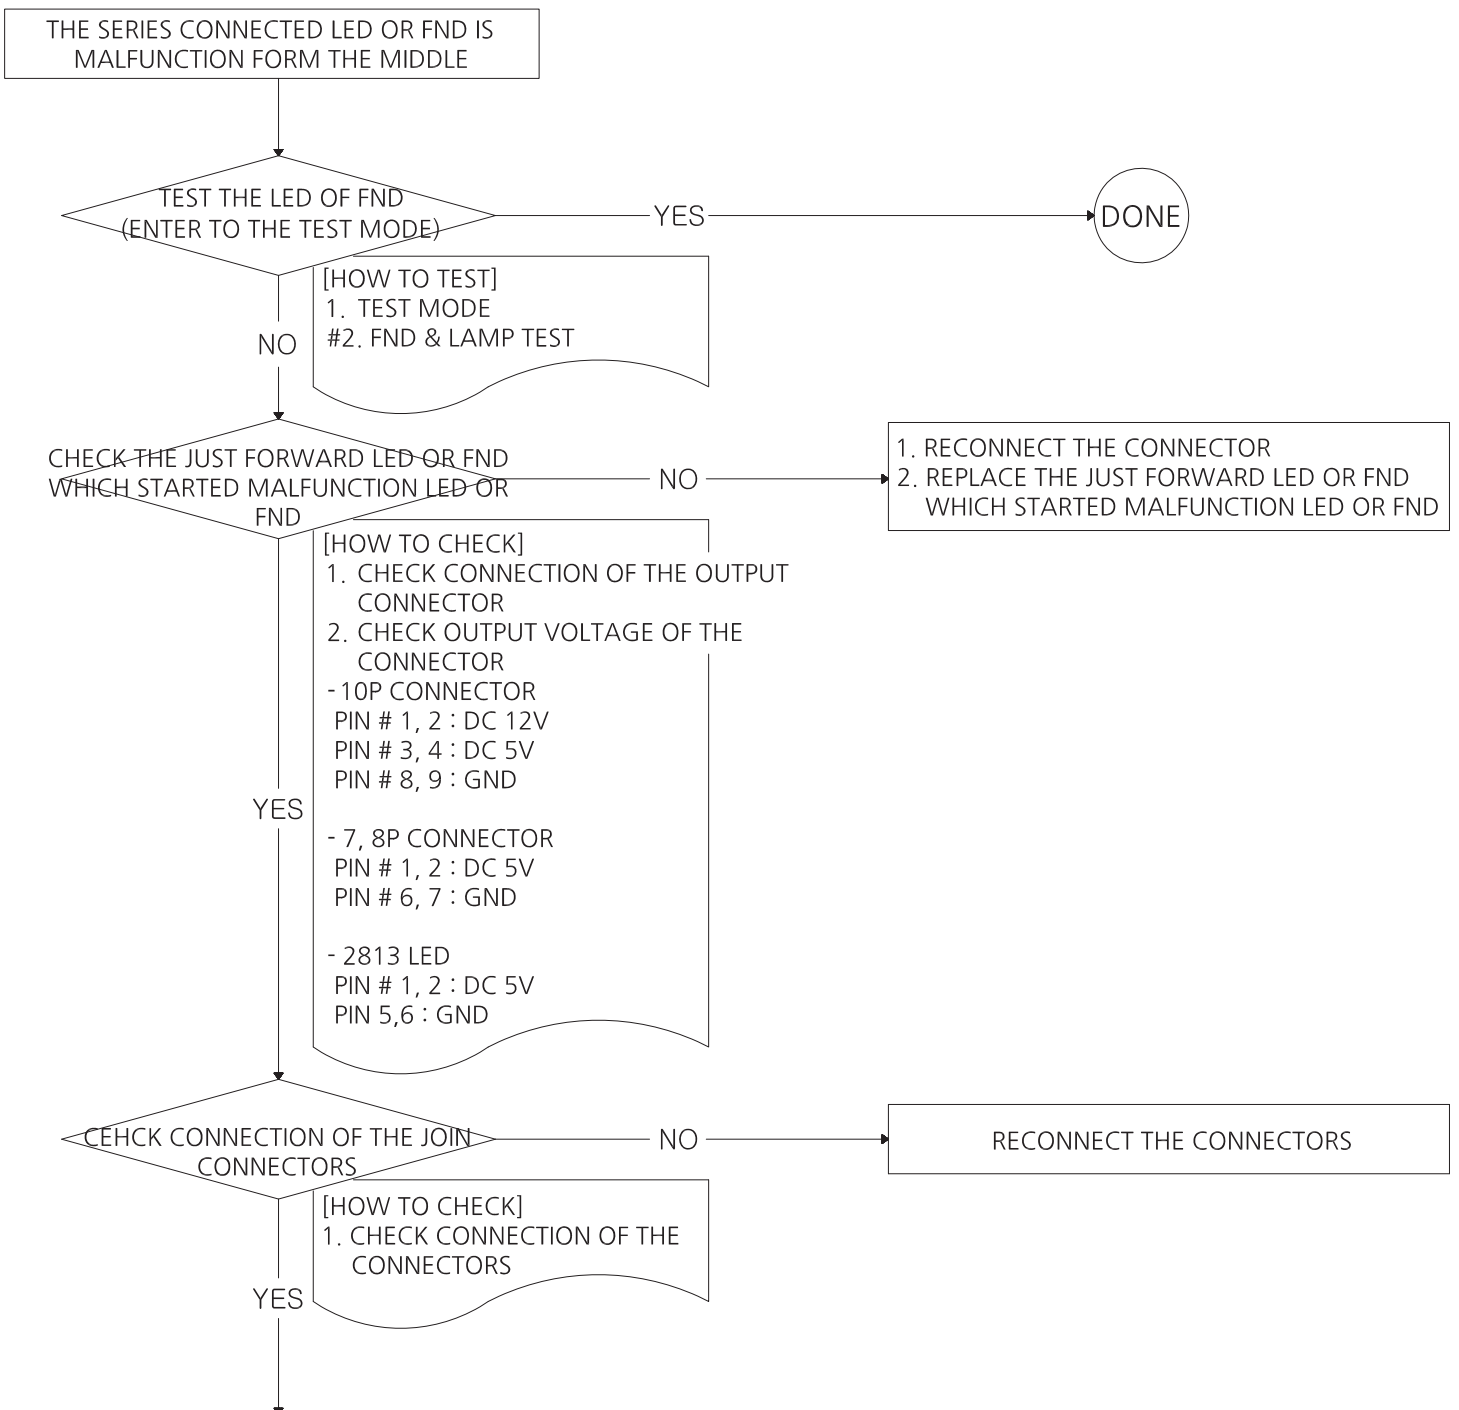 THE SERIES CONNECTED LED OR FND IS
MALFUNCTION FORM THE MIDDLE
TEST THE LED OF FND
(ENTER TO THE TEST MODE)
YES
DONE
[HOW TO TEST]
1. TEST MODE
#2. FND & LAMP TEST
NO
CHECK THE JUST FORWARD LED OR FND
WHICH STARTED MALFUNCTION LED OR
FND
NO
1. RECONNECT THE CONNECTOR
2. REPLACE THE JUST FORWARD LED OR FND
WHICH STARTED MALFUNCTION LED OR FND
[HOW TO CHECK]
1. CHECK CONNECTION OF THE OUTPUT
CONNECTOR
2. CHECK OUTPUT VOLTAGE OF THE
CONNECTOR
-10P CONNECTOR
PIN # 1, 2 : DC 12V
PIN # 3, 4 : DC 5V
PIN # 8, 9 : GND
YES
- 7, 8P CONNECTOR
PIN # 1, 2 : DC 5V
PIN # 6, 7 : GND
- 2813 LED
PIN # 1, 2 : DC 5V
PIN 5,6 : GND
CEHCK CONNECTION OF THE JOIN
CONNECTORS
NO
RECONNECT THE CONNECTORS
[HOW TO CHECK]
1. CHECK CONNECTION OF THE
CONNECTORS
YES